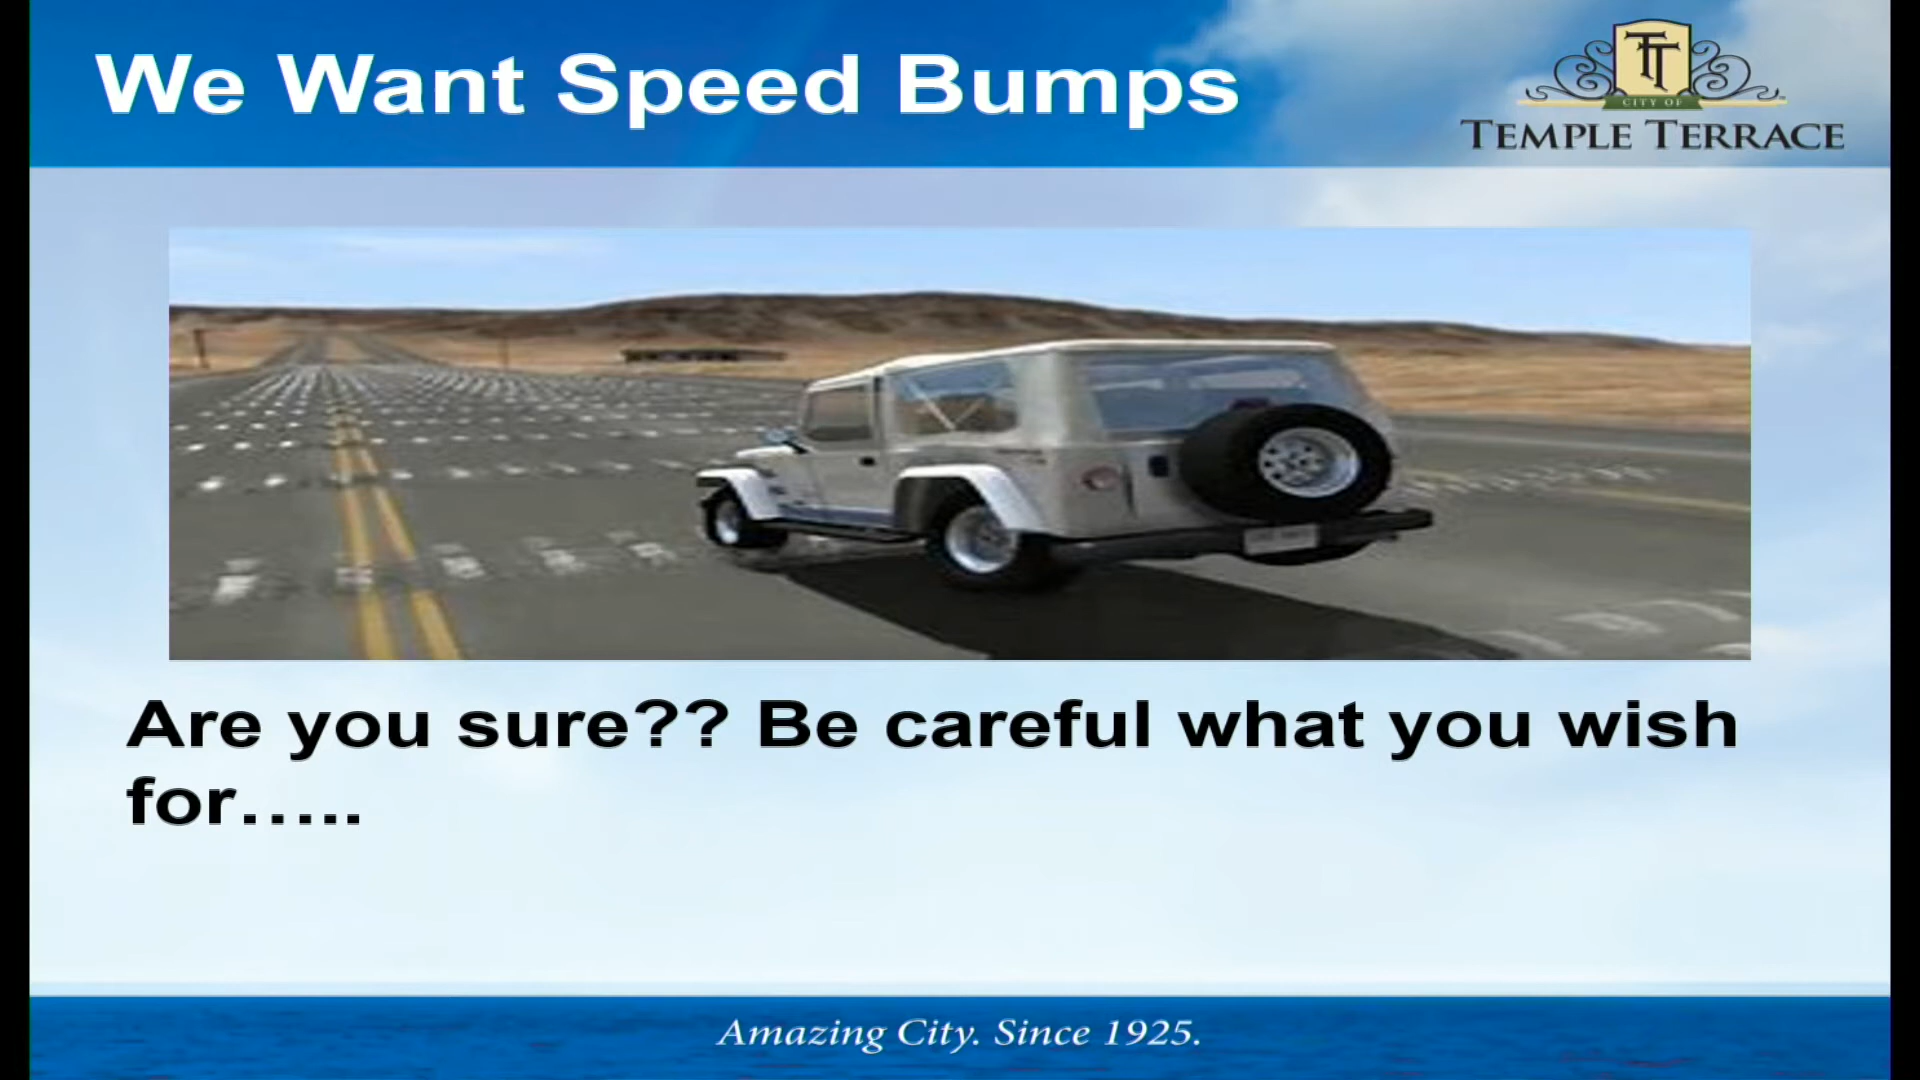 We Want Speed Bumps
TT
CITY OF
TEMPLE TERRACE
Are you sure?? Be careful what you wish
for…..
Amazing City. Since 1925.